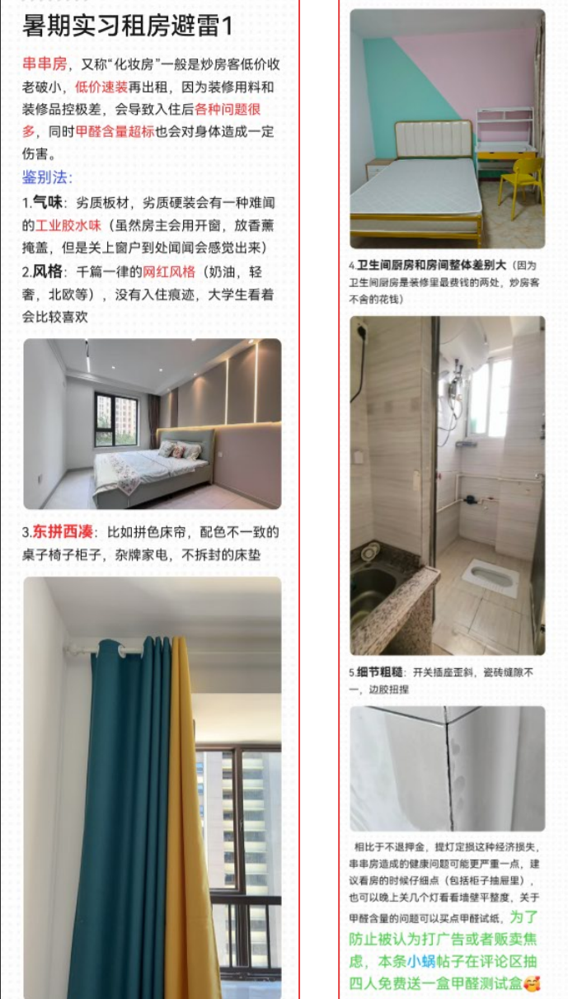 暑期实习租房避雷1
串串房，又称“化妆房”一般是炒房客低价收
老破小，低价速装再出租，因为装修用料和
装修品控极差，会导致入住后各种问题很
多，同时甲醛含量超标也会对身体造成一定
伤害。
鉴别法：
1.气味：劣质板材，劣质硬装会有一种难闻
的工业胶水味（虽然房主会用开窗，放香薰
掩盖，但是关上窗户到处闻闻会感觉出来）
2.风格：千篇一律的网红风格（奶油，轻
奢，北欧等），没有入住痕迹，大学生看着
会比较喜欢
3.东拼西凑：比如拼色床帘，配色不一致的
桌子椅子柜子，杂牌家电，不拆封的床垫
4.卫生间厨房和房间整体差别大（因为
卫生间厨房是装修里最费钱的两处，炒房客
不舍的花钱）
5.细节粗糙：开关插座歪斜，瓷砖缝隙不
一，边胶扭捏
相比于不退押金，提灯定损这种经济损失，
串串房造成的健康问题可能更严重一点，建
议看房的时候仔细点（包括柜子抽屉里），
也可以晚上关几个灯看看墙壁平整度，关于
甲醛含量的问题可以买点甲醛试纸，为了
防止被认为打广告或者贩卖焦
虑，本条小蜗帖子在评论区抽
四人免费送一盒甲醛测试盒🥰